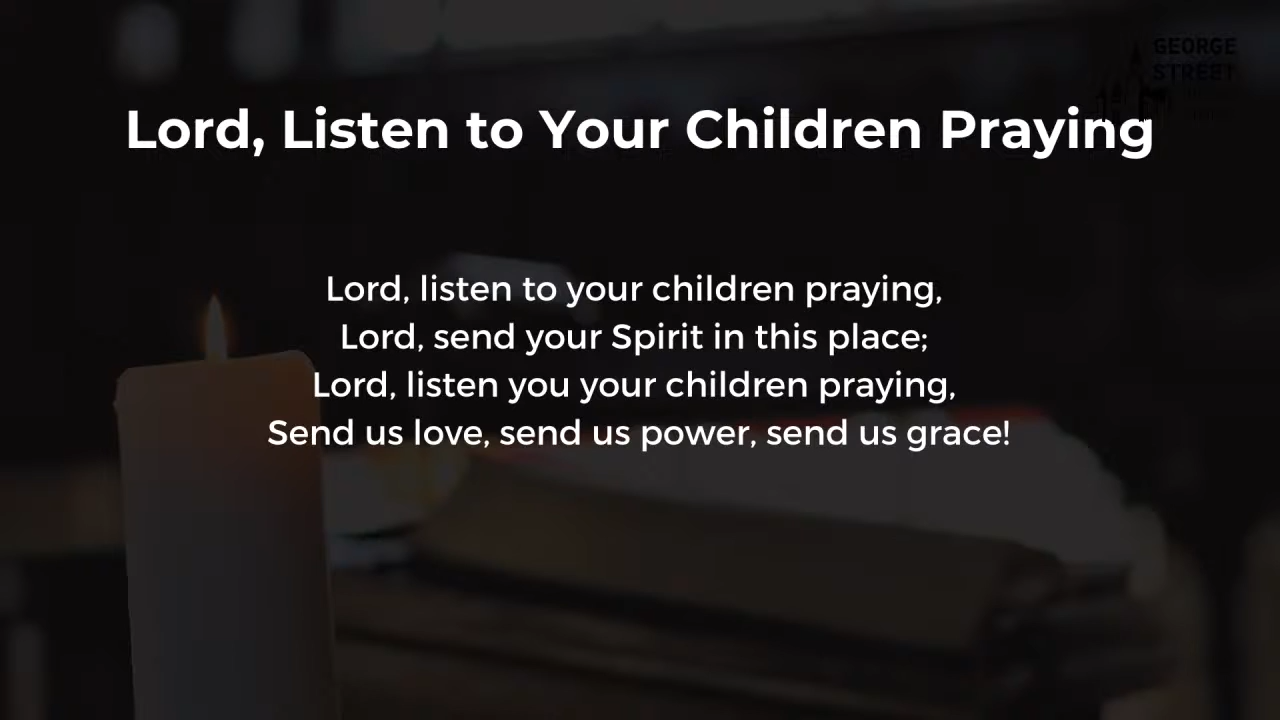 GEORGE
STREET
Lord, Listen to Your Children Praying
Lord, listen to your children praying,
Lord, send your Spirit in this place;
Lord, listen you your children praying,
Send us love, send us power, send us grace!